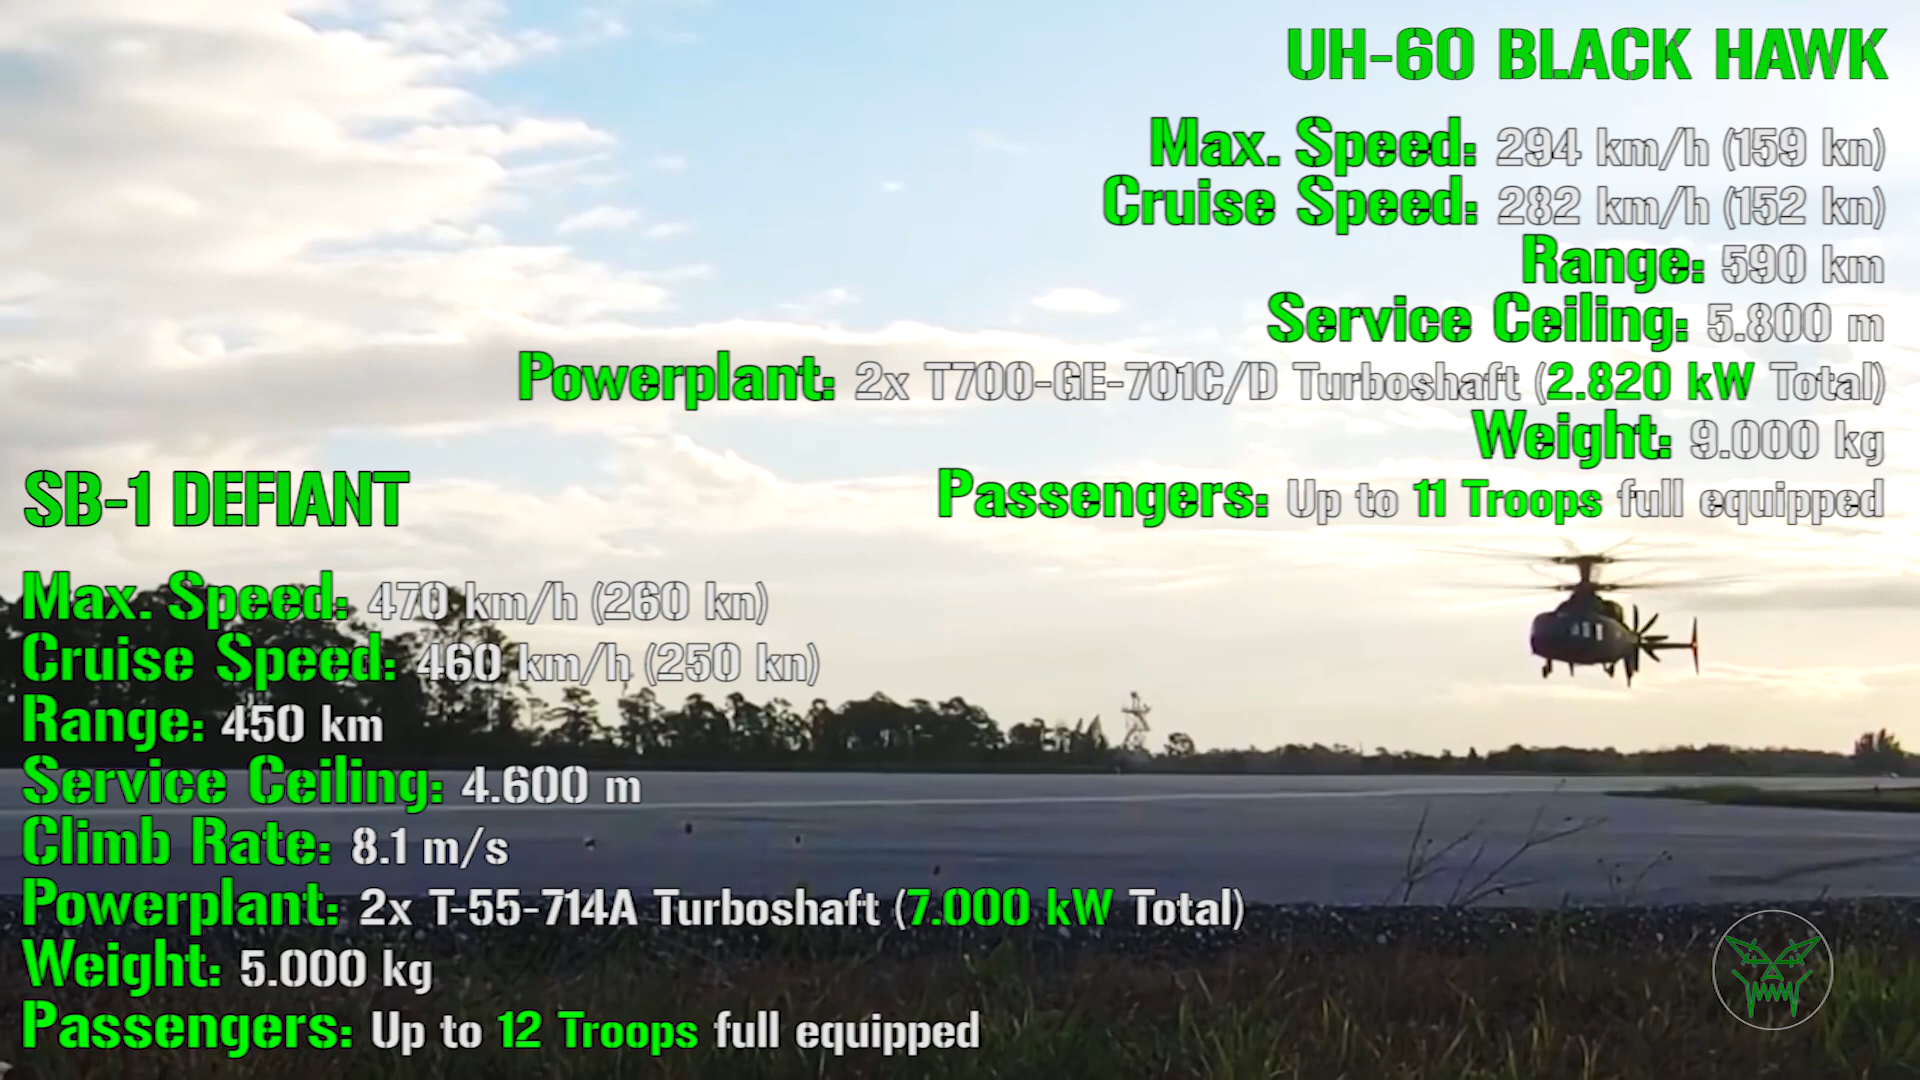 UH-60 BLACK HAWK
Max. Speed: 294 km/h (159 kn)
Cruise Speed: 282 km/h (152 kn)
Range: 590 km
Service Ceiling: 5.800 m
Powerplant: 2x T700-GE-701C/D Turboshaft (2.820 kW Total)
Weight: 9.000 kg
Passengers: Up to 11 Troops full equipped
SB-1 DEFIANT
Max. Speed: 470 km/h (260 kn)
Cruise Speed: 460 km/h (250 kn)
Range: 450 km
Service Ceiling: 4.600 m
Climb Rate: 8.1 m/s
Powerplant: 2x T-55-714A Turboshaft (7.000 kW Total)
Weight: 5.000 kg
Passengers: Up to 12 Troops full equipped